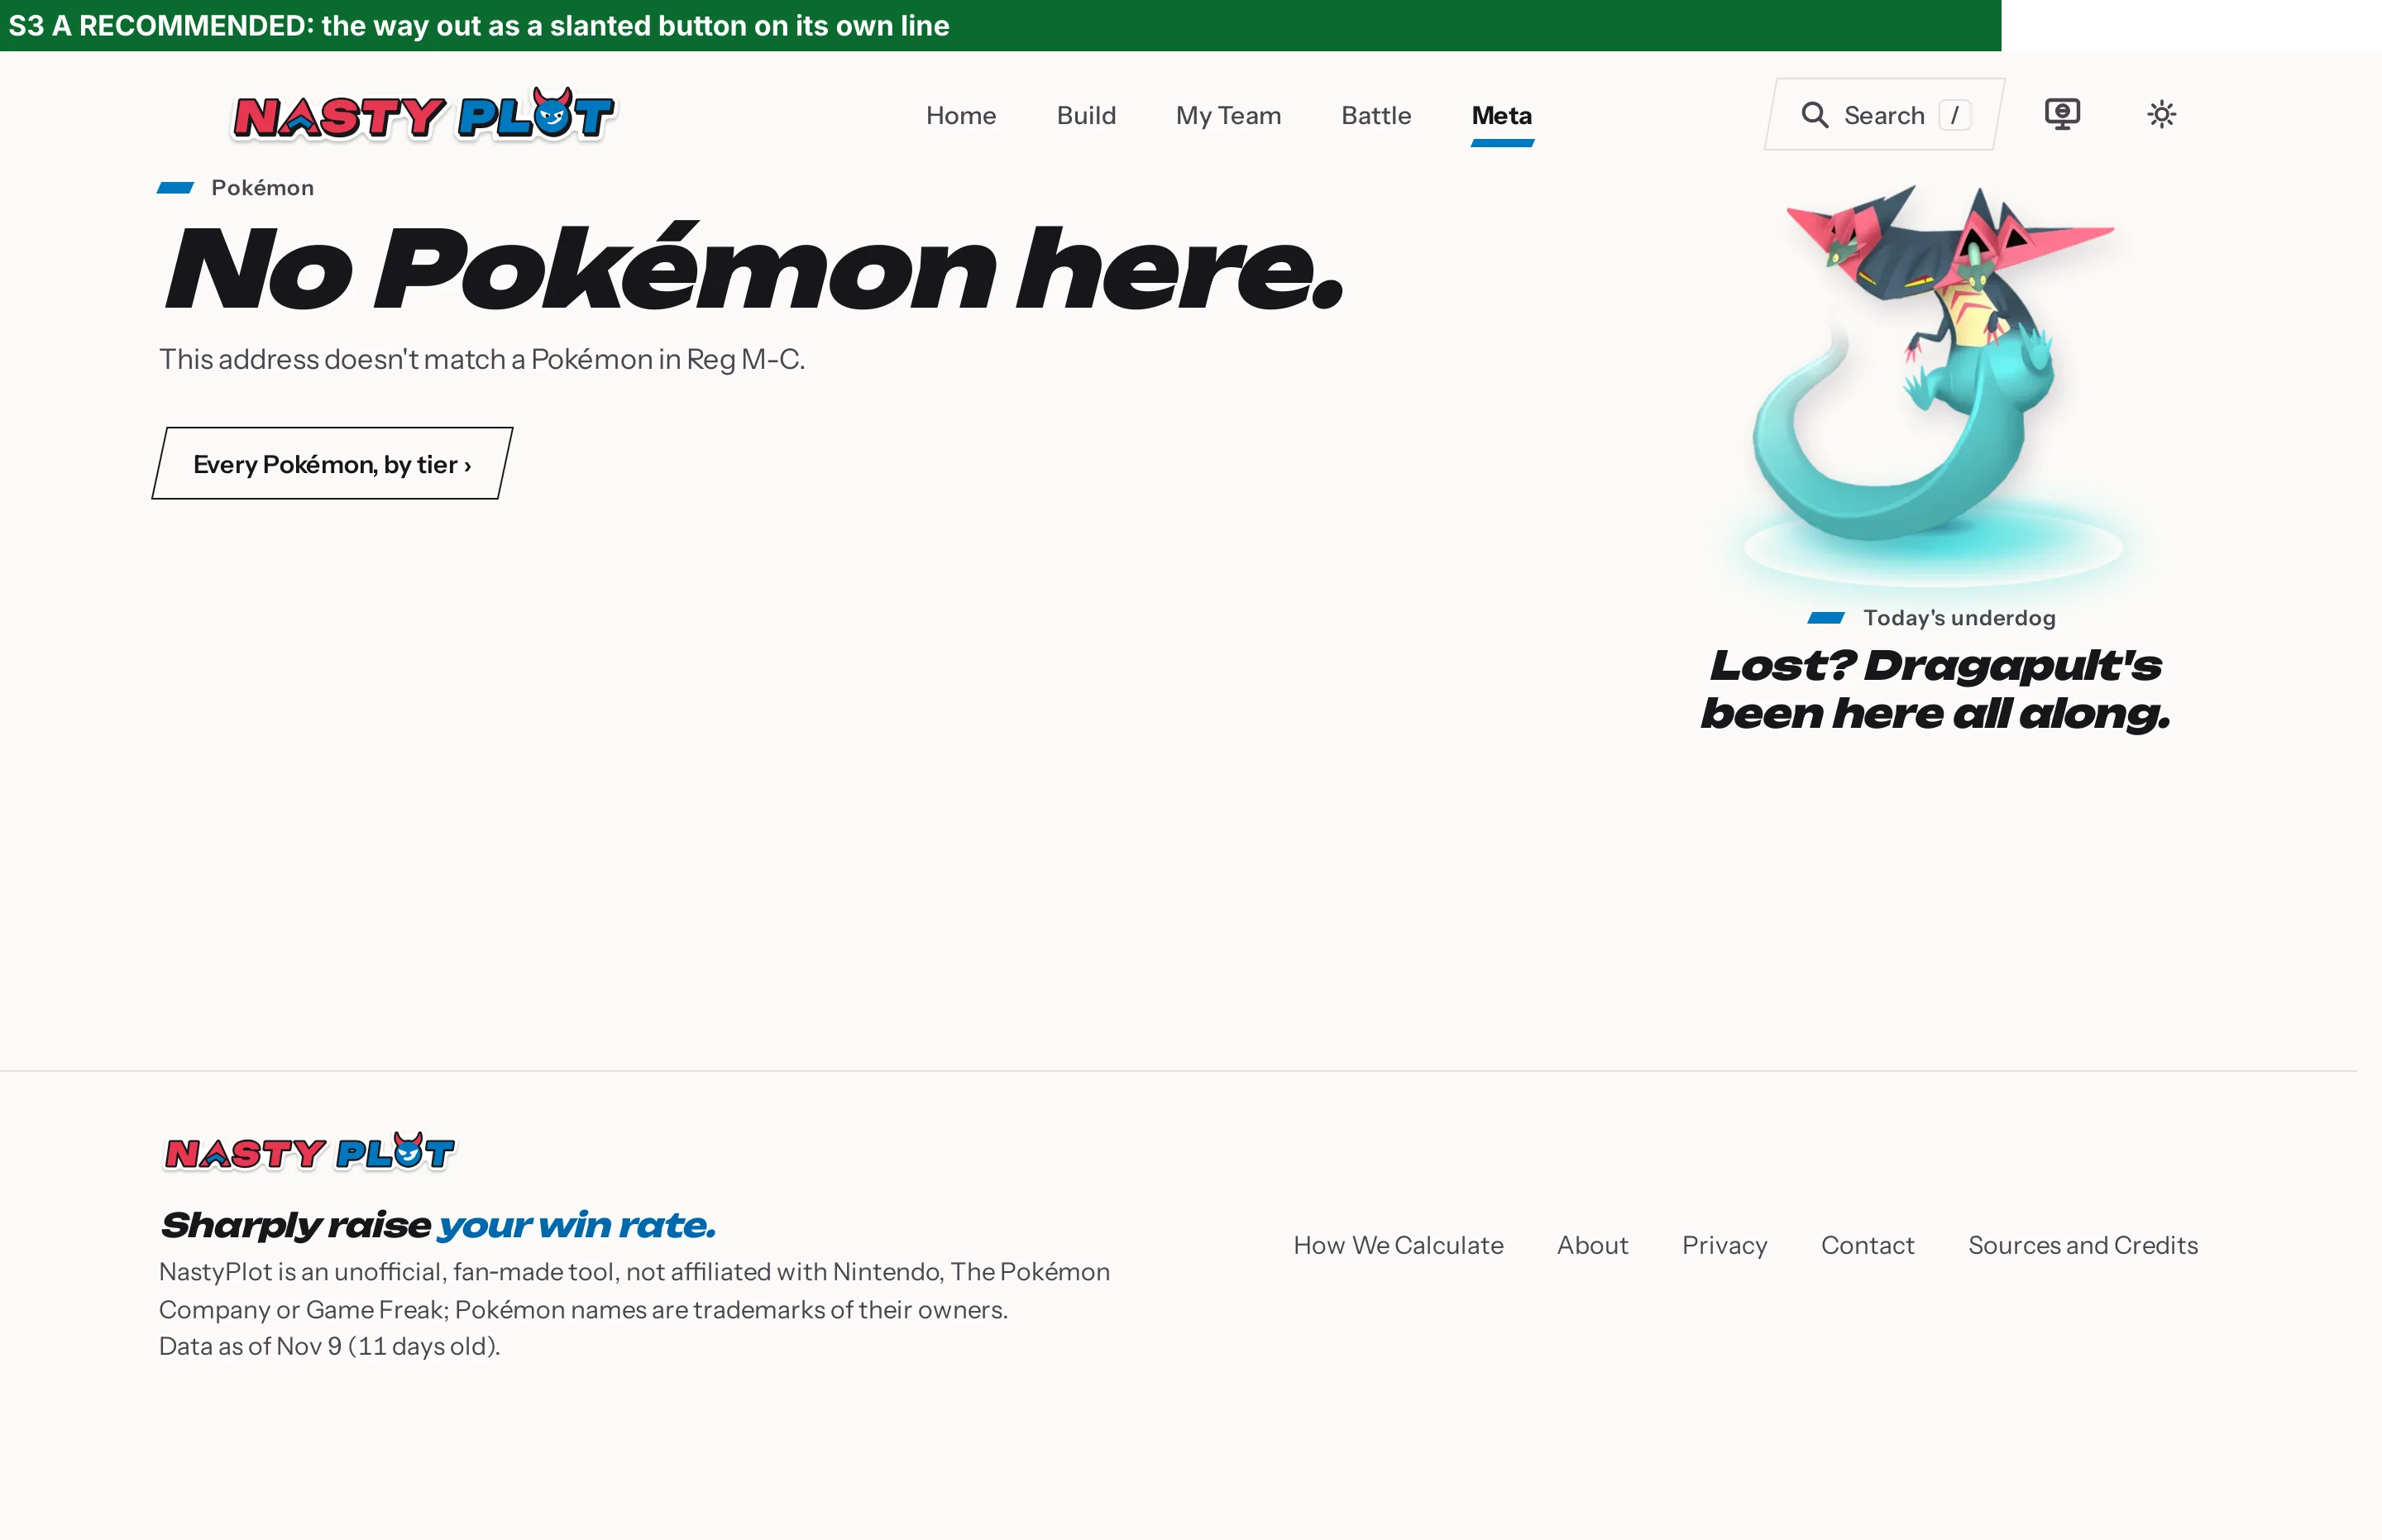 S3 A RECOMMENDED: the way out as a slanted button on its own line
NASTY PLOT
Home Build My Team Battle Meta
Search /
Pokémon
No Pokémon here.
This address doesn't match a Pokémon in Reg M-C.
Every Pokémon, by tier ›
Today's underdog
Lost? Dragapult's
been here all along.
NASTY PLOT
Sharply raise your win rate.
NastyPlot is an unofficial, fan-made tool, not affiliated with Nintendo, The Pokémon
Company or Game Freak; Pokémon names are trademarks of their owners.
Data as of Nov 9 (11 days old).
How We Calculate About Privacy Contact Sources and Credits